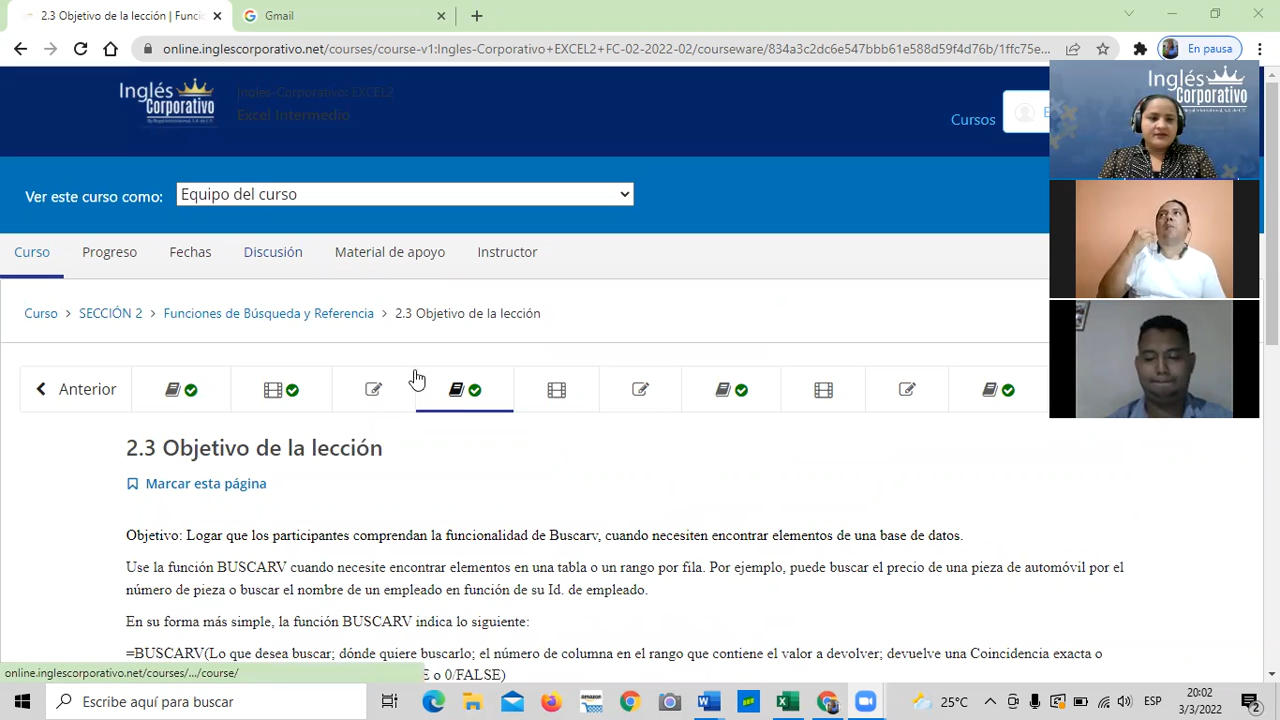 2.3 Objetivo de la lección | Funci
Gmail
online.inglescorporativo.net/courses/course-v1:Ingles-Corporativo+EXCEL2+FC-02-2022-02/courseware/834a3c2dc6e547bbb61e588d59f4d76b/1ffc75e...
En pausa
Inglés
Corporativo
Ingles-Corporativo: EXCEL2
Excel Intermedio
Cursos
Inglés
Corporativo
Ver este curso como:
Equipo del curso
Curso
Progreso
Fechas
Discusión
Material de apoyo
Instructor
Curso > SECCIÓN 2 > Funciones de Búsqueda y Referencia > 2.3 Objetivo de la lección
Anterior
2.3 Objetivo de la lección
Marcar esta página
Objetivo: Logar que los participantes comprendan la funcionalidad de Buscarv, cuando necesiten encontrar elementos de una base de datos.
Use la función BUSCARV cuando necesite encontrar elementos en una tabla o un rango por fila. Por ejemplo, puede buscar el precio de una pieza de automóvil por el
número de pieza o buscar el nombre de un empleado en función de su Id. de empleado.
En su forma más simple, la función BUSCARV indica lo siguiente:
=BUSCARV(Lo que desea buscar; dónde quiere buscarlo; el número de columna en el rango que contiene el valor a devolver; devuelve una Coincidencia exacta o
E o 0/FALSE)
online.inglescorporativo.net/courses/.../course/
Escribe aquí para buscar
amazon
25°C
ESP
20:02
3/3/2022
2